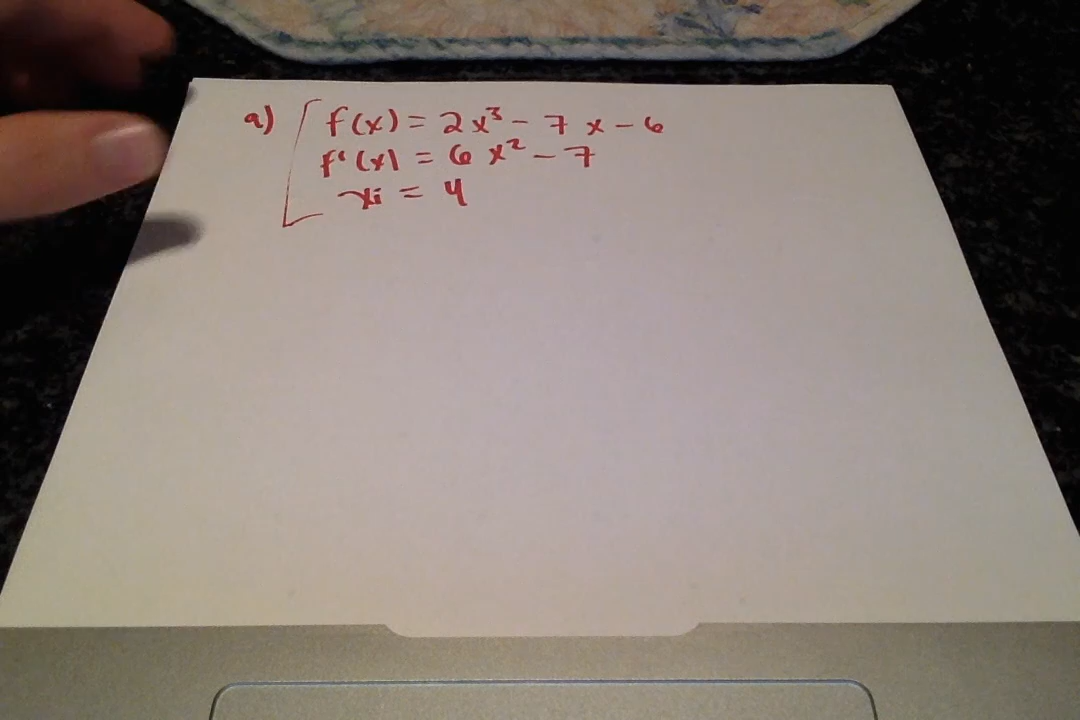 a) f(x) = 2x³ - 7x - 6
f'(x) = 6x² - 7
xi = 4